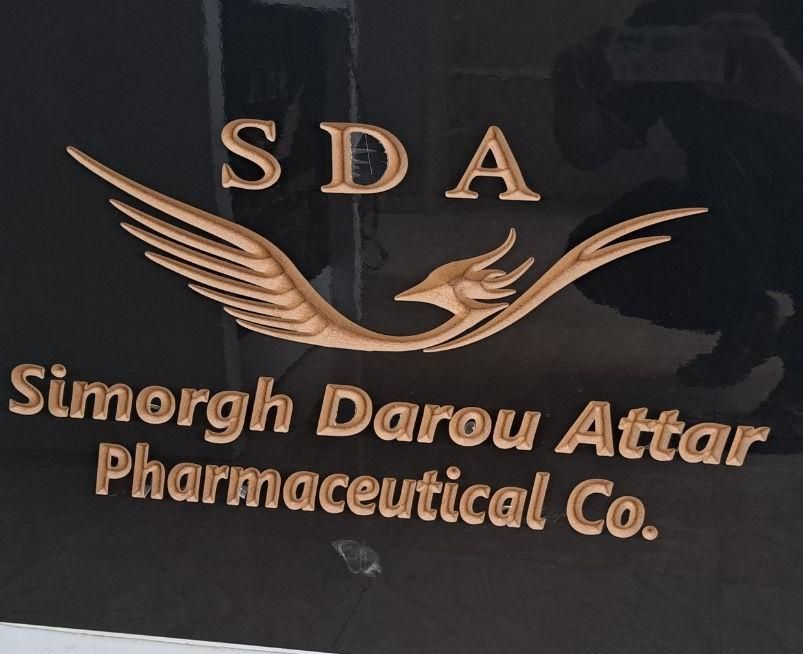 SDA
Simorgh Darou Attar
Pharmaceutical Co.